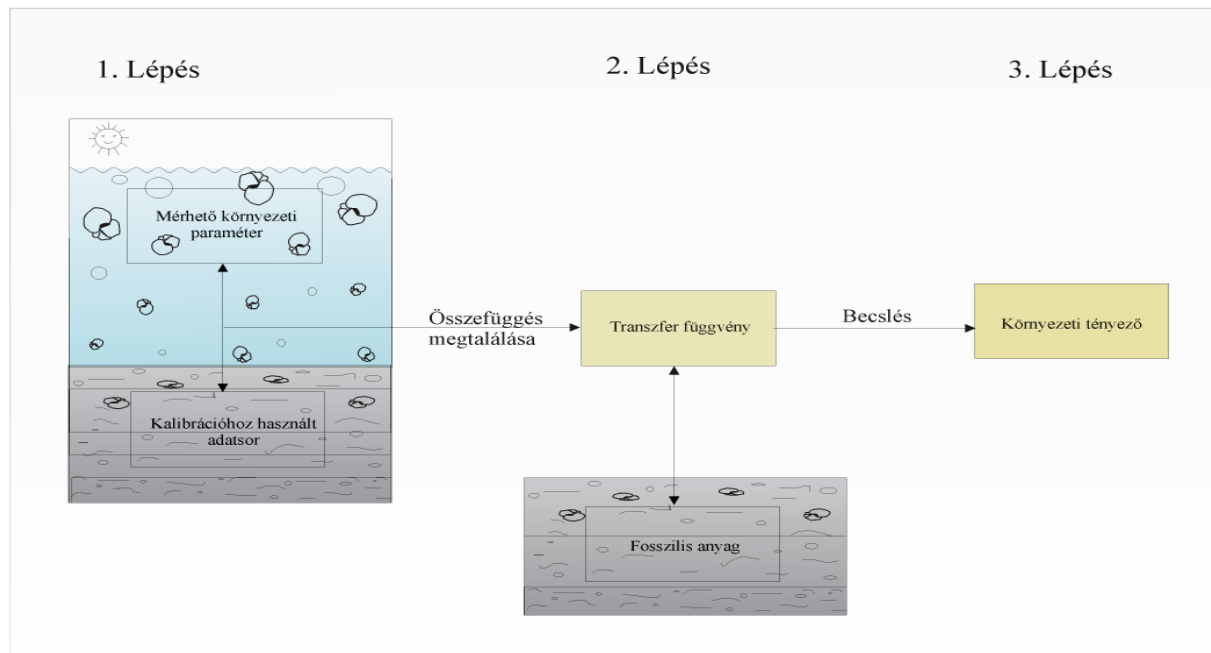 1. Lépés
2. Lépés
3. Lépés
Mérhető környezeti
paraméter
Összefüggés
megtalálása
Transzfer függvény
Becslés
Környezeti tényező
Kalibrációhoz használt
adatsor
Fosszilis anyag